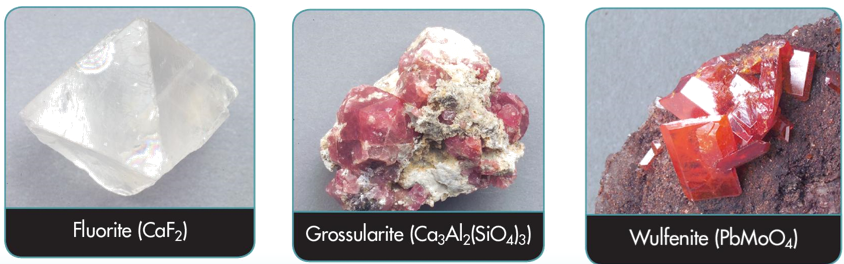 Fluorite (CaF₂)
Grossularite (Ca₃Al₂(SiO₄)₃)
Wulfenite (PbMoO₄)